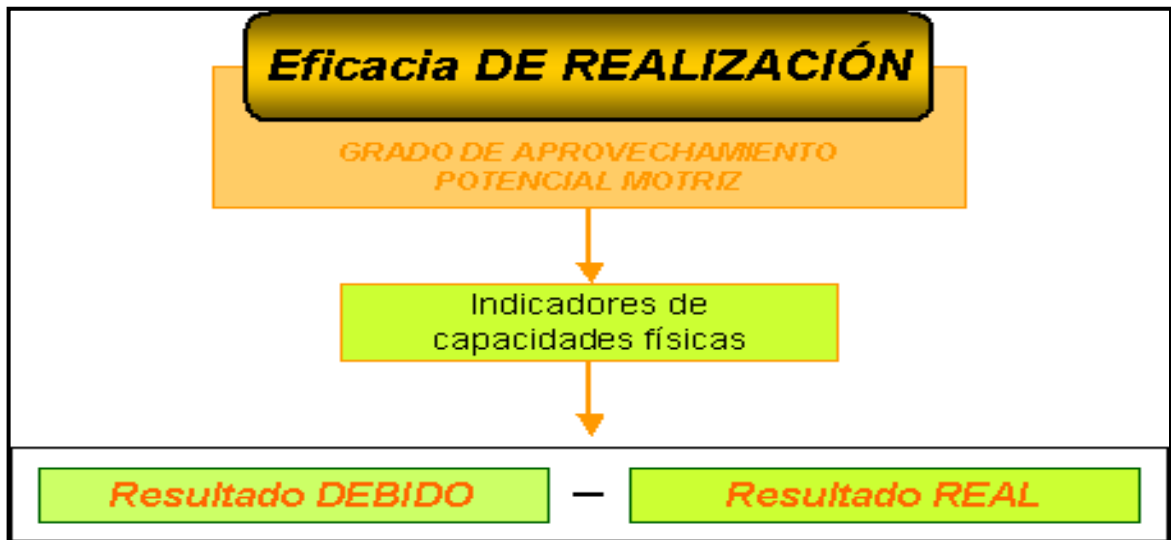 Eficacia DE REALIZACIÓN
GRADO DE APROVECHAMIENTO
POTENCIAL MOTRIZ
Indicadores de
capacidades físicas
Resultado DEBIDO – Resultado REAL